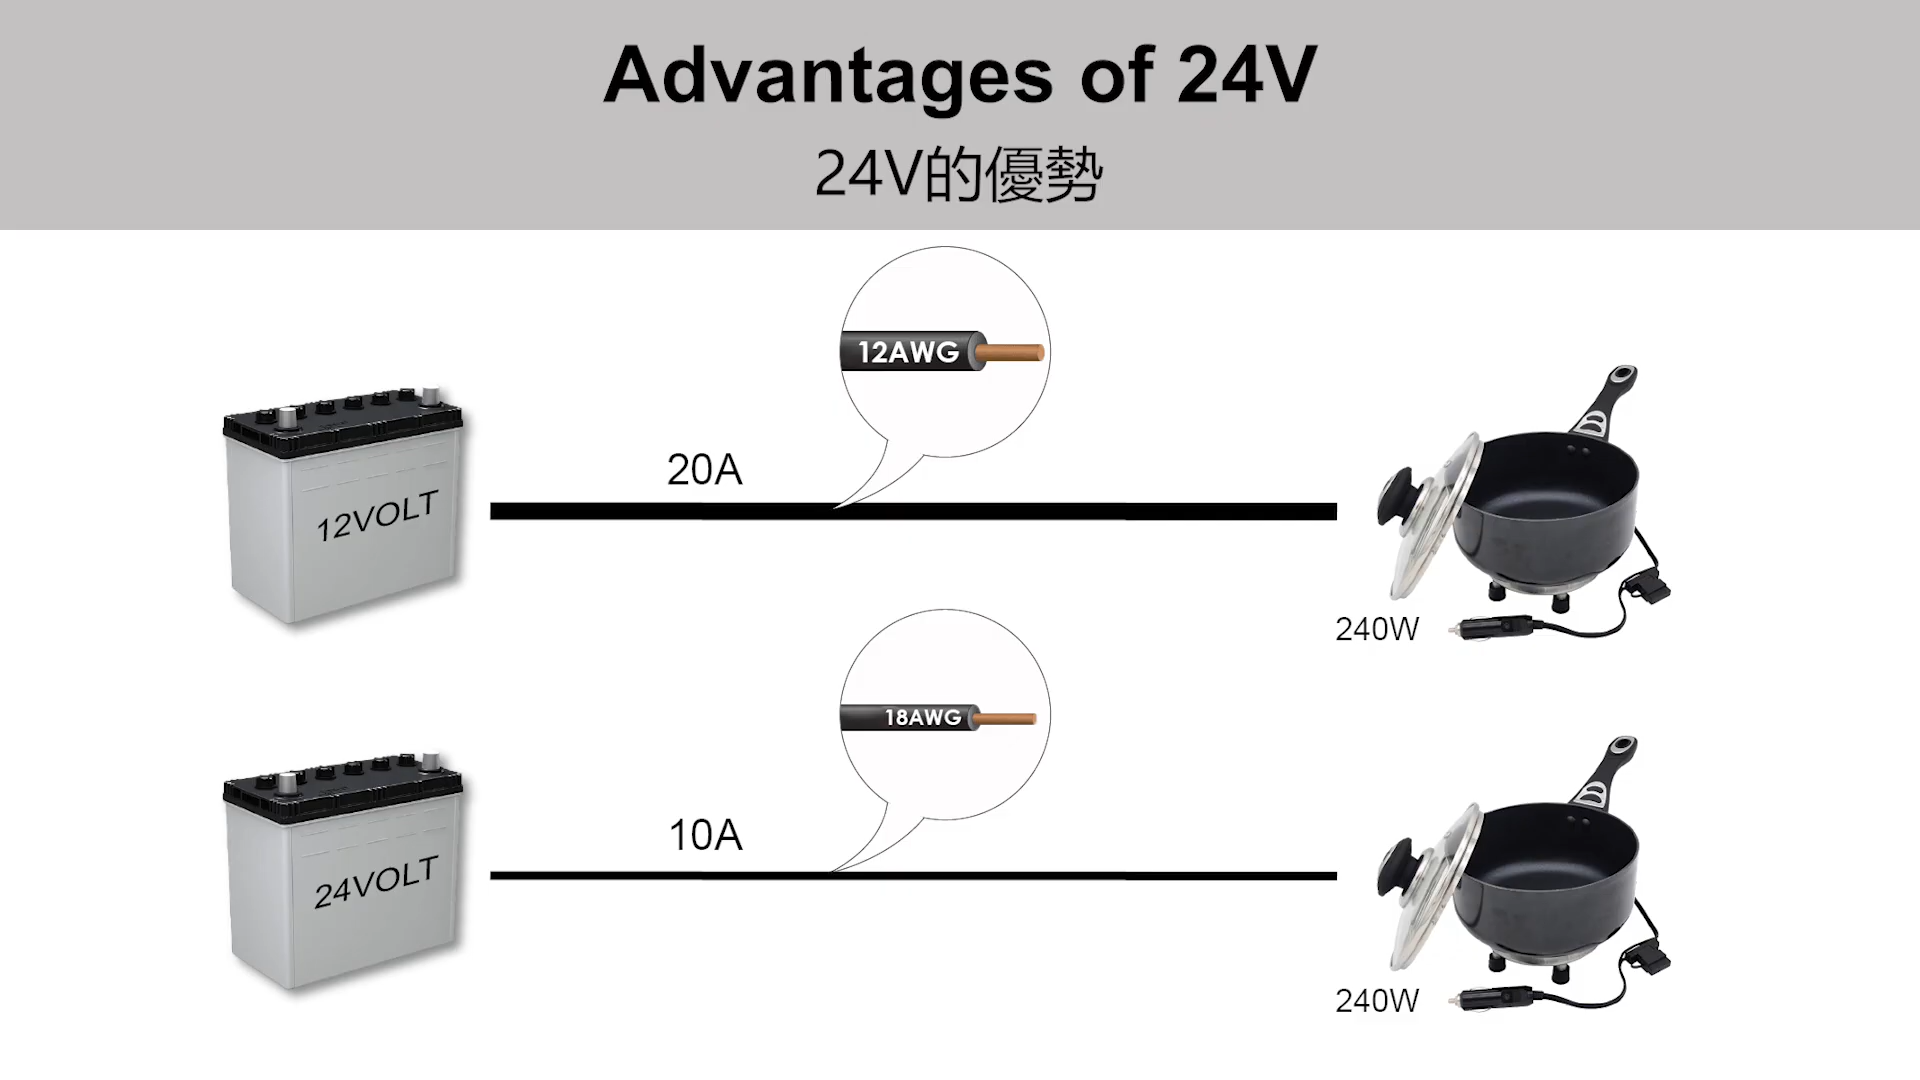 Advantages of 24V
24V的優勢
12AWG
20A
12VOLT
240W
18AWG
10A
24VOLT
240W